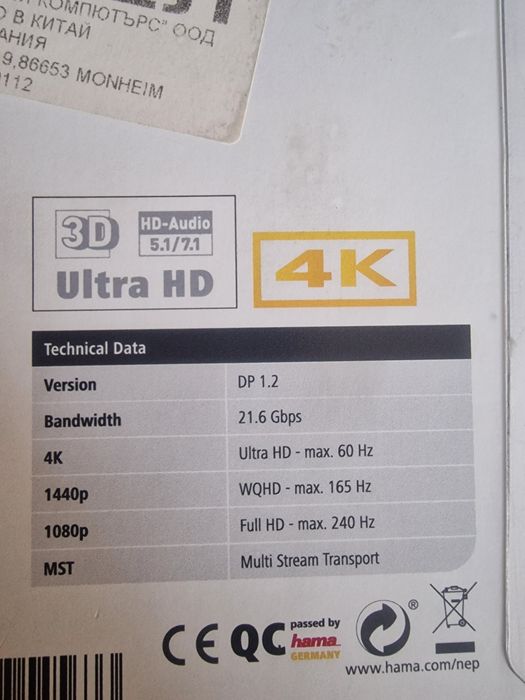 КОМПЮТЪРС" ООД
В КИТАЙ
9,86653 MONHEIM
3D
HD-Audio
5.1/7.1
Ultra HD
4K
Technical Data
Version DP 1.2
Bandwidth 21.6 Gbps
4K Ultra HD - max. 60 Hz
1440p WQHD - max. 165 Hz
1080p Full HD - max. 240 Hz
MST Multi Stream Transport
CE QC passed by
hama
GERMANY
®
www.hama.com/nep